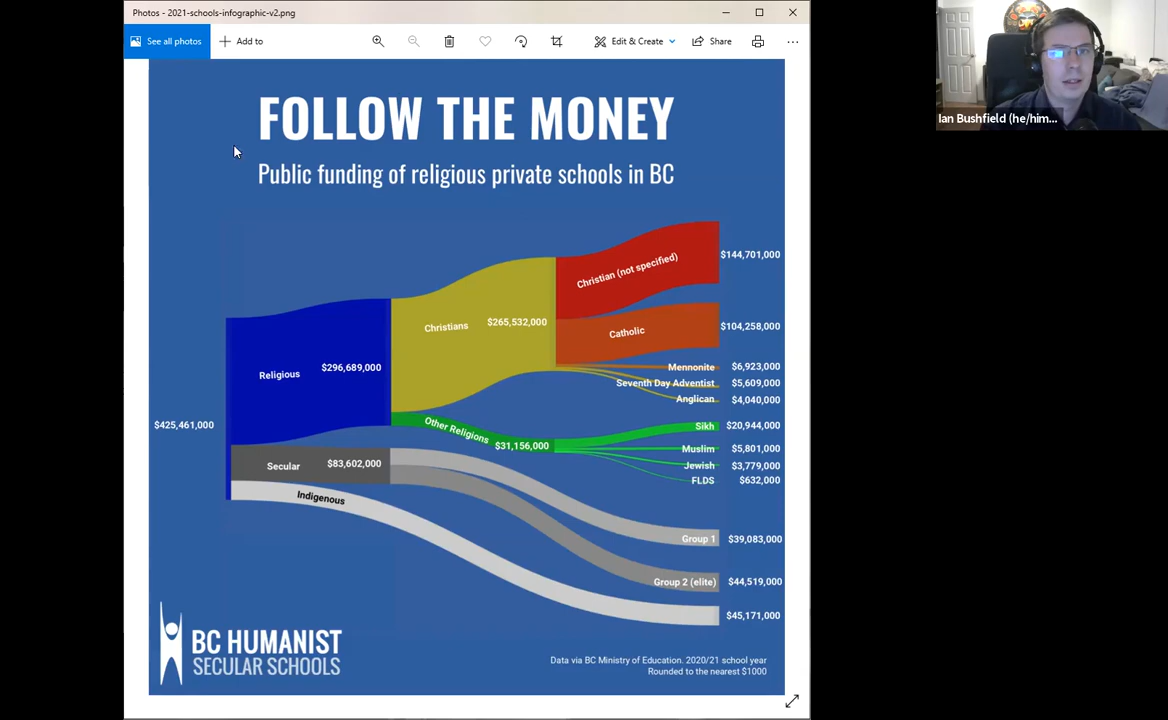 Photos - 2021-schools-infographic-v2.png
See all photos
Add to
Edit & Create
Share
Ian Bushfield (he/him...
FOLLOW THE MONEY
Public funding of religious private schools in BC
$425,461,000
Religious $296,689,000
Secular $83,602,000
Indigenous
Christians $265,532,000
Other Religions $31,156,000
Christian (not specified) $144,701,000
Catholic $104,258,000
Mennonite $6,923,000
Seventh Day Adventist $5,609,000
Anglican $4,040,000
Sikh $20,944,000
Muslim $5,801,000
Jewish $3,779,000
FLDS $632,000
Group 1 $39,083,000
Group 2 (elite) $44,519,000
$45,171,000
BC HUMANIST
SECULAR SCHOOLS
Data via BC Ministry of Education. 2020/21 school year
Rounded to the nearest $1000